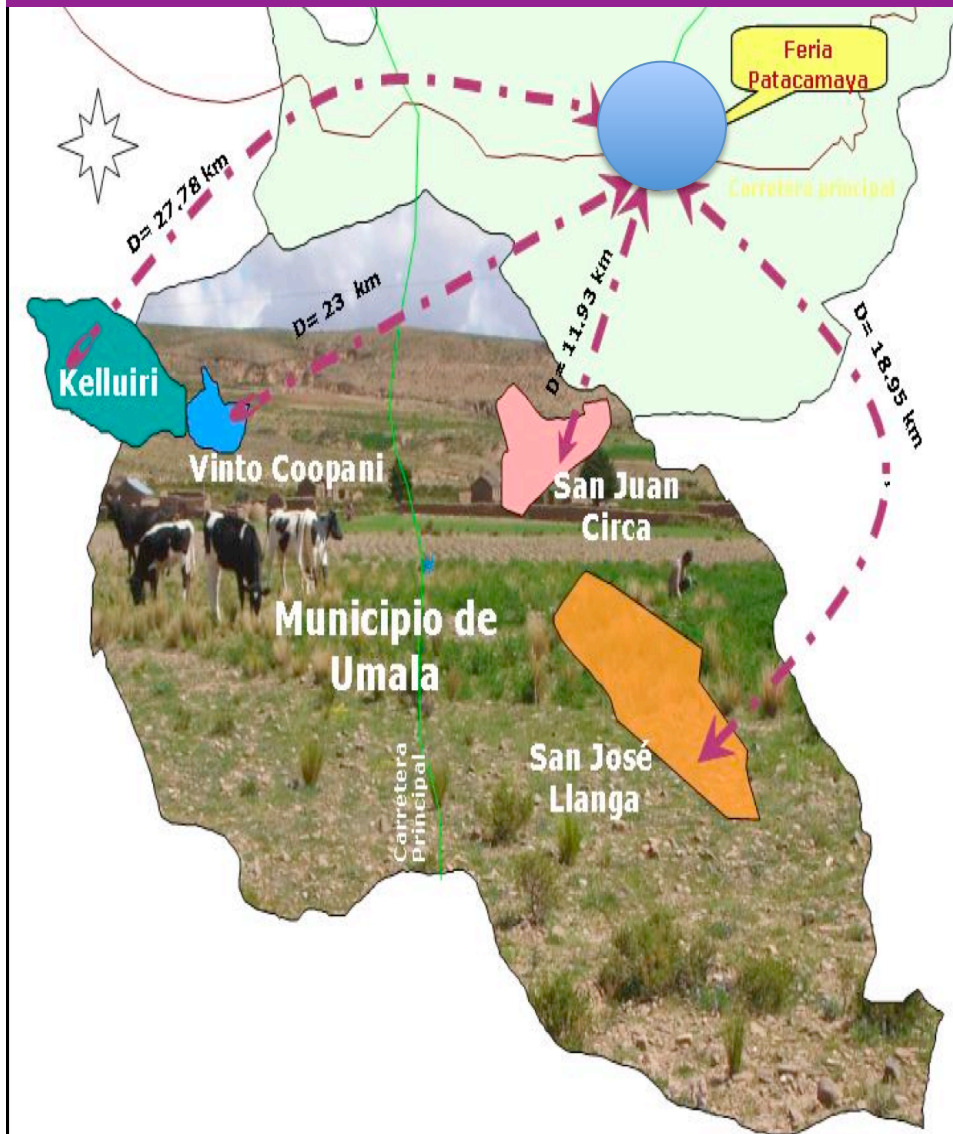 Feria
Patacamaya
Carretera principal
D= 27.78 km
D= 23 km
D= 11.93 km
D= 18.95 km
Kelluiri
Vinto Coopani
San Juan
Circa
Municipio de
Umala
San José
Llanga
Carretera
Principal